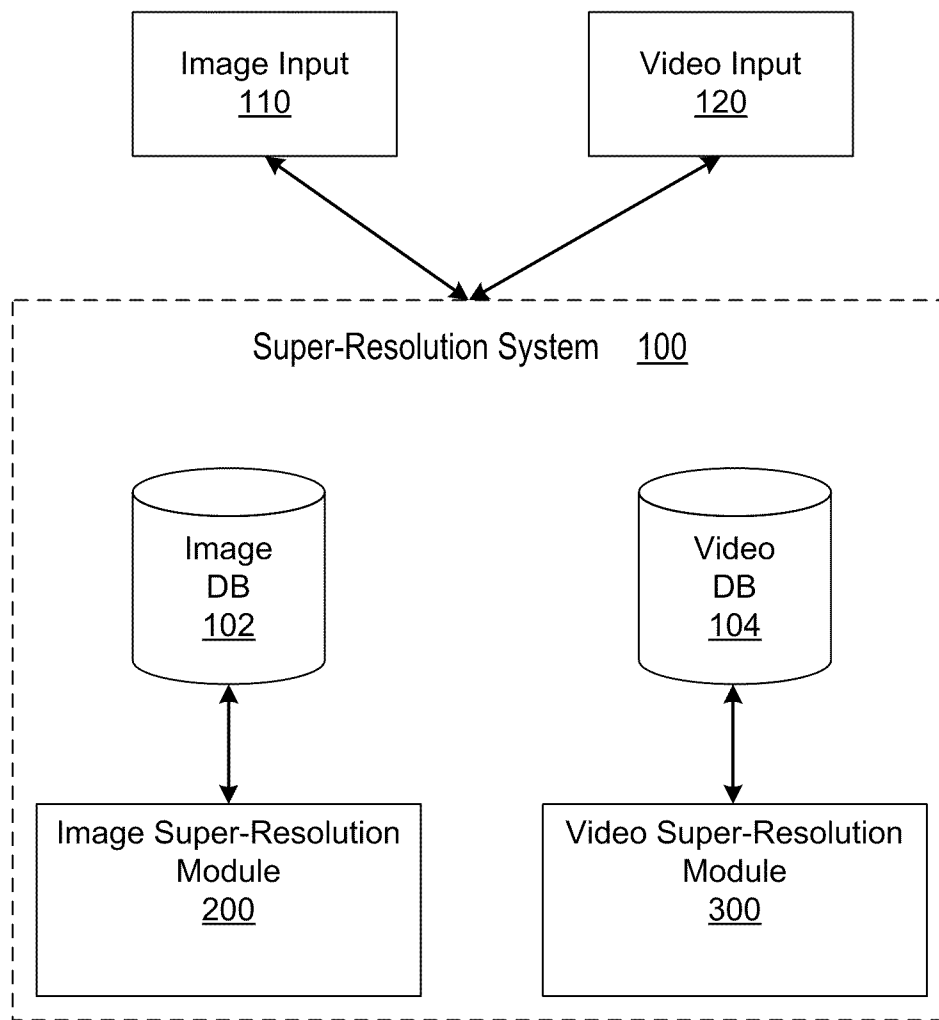 Image Input
110
Video Input
120
Super-Resolution System 100
Image
DB
102
Video
DB
104
Image Super-Resolution
Module
200
Video Super-Resolution
Module
300